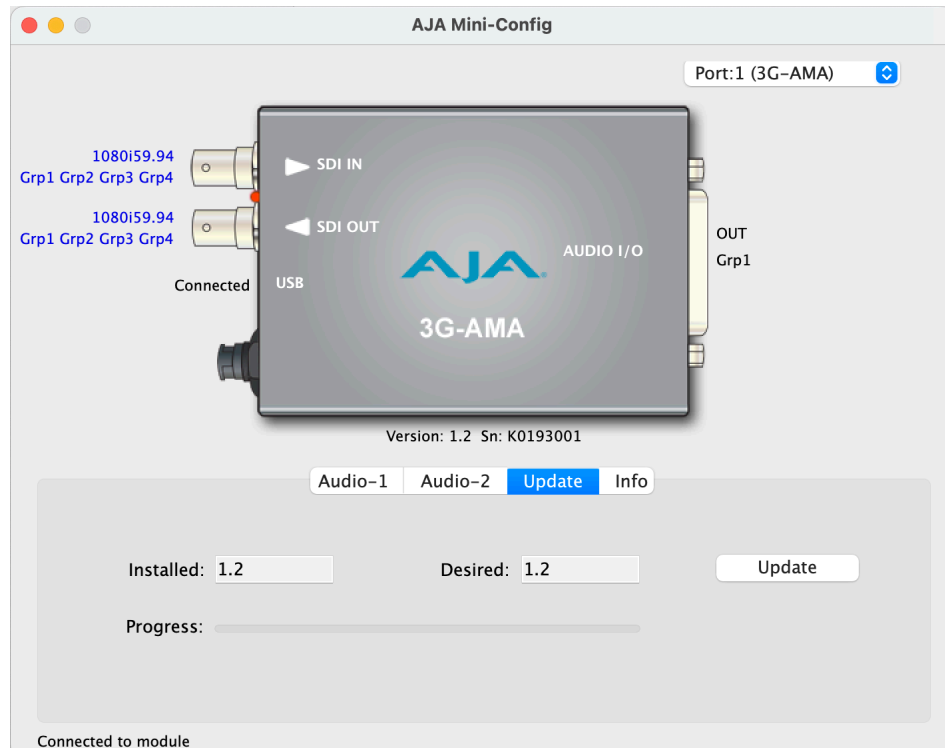 AJA Mini-Config
Port:1 (3G-AMA)
1080i59.94
Grp1 Grp2 Grp3 Grp4
SDI IN
1080i59.94
Grp1 Grp2 Grp3 Grp4
SDI OUT
AUDIO I/O
OUT
Grp1
Connected
USB
AJA
3G-AMA
Version: 1.2 Sn: K0193001
Audio-1 Audio-2 Update Info
Installed: 1.2 Desired: 1.2 Update
Progress:
Connected to module